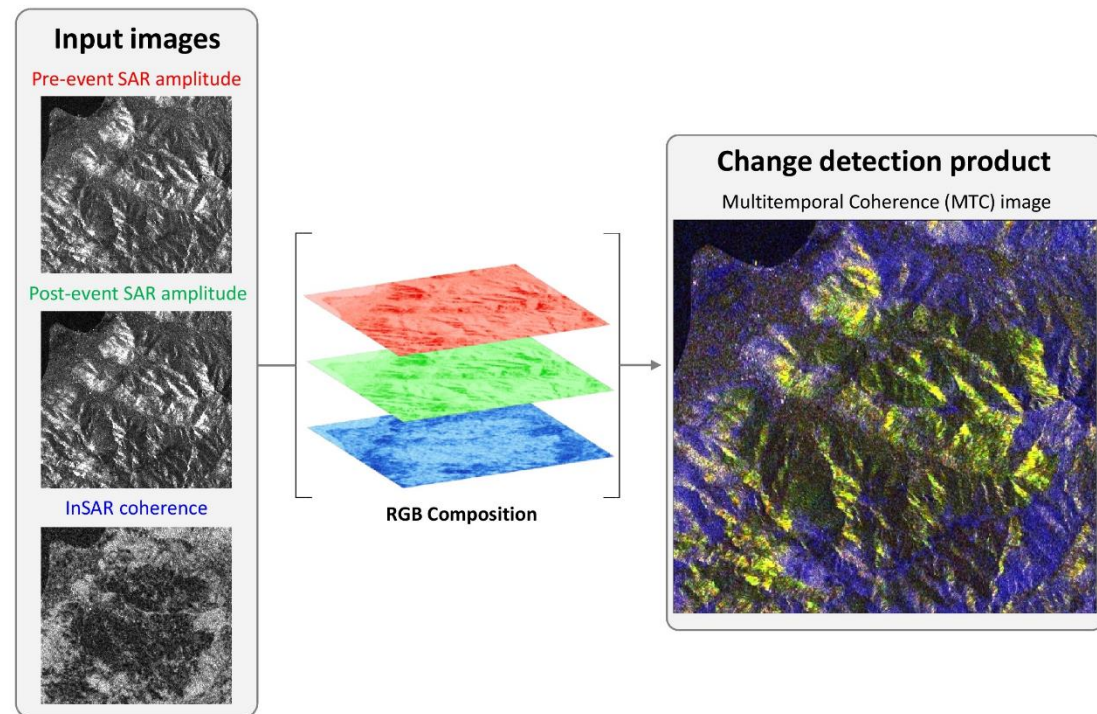 Input images
Pre-event SAR amplitude
Post-event SAR amplitude
InSAR coherence
RGB Composition
Change detection product
Multitemporal Coherence (MTC) image